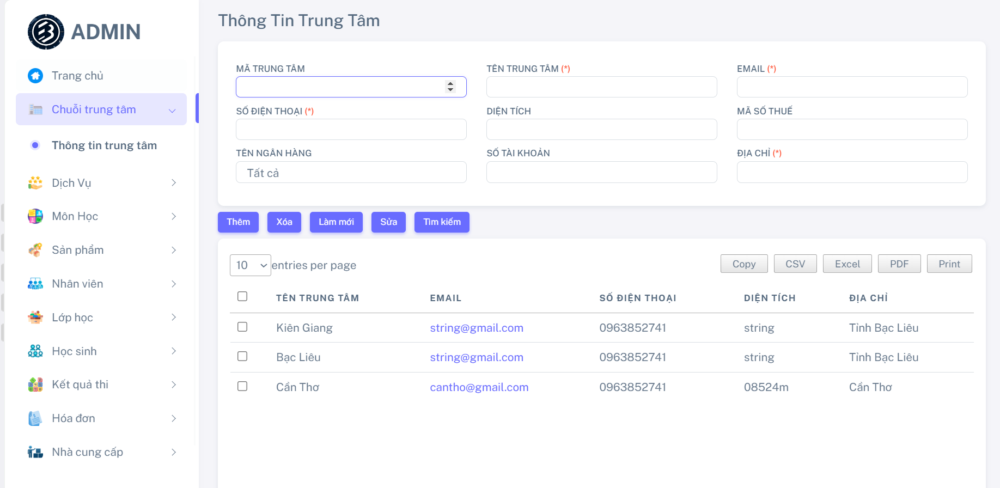 ADMIN
Trang chủ
Chuỗi trung tâm
Thông tin trung tâm
Dịch Vụ
Môn Học
Sản phẩm
Nhân viên
Lớp học
Học sinh
Kết quả thi
Hóa đơn
Nhà cung cấp
Thông Tin Trung Tâm
MÃ TRUNG TÂM
TÊN TRUNG TÂM (*)
EMAIL (*)
SỐ ĐIỆN THOẠI (*)
DIỆN TÍCH
MÃ SỐ THUẾ
TÊN NGÂN HÀNG
SỐ TÀI KHOẢN
ĐỊA CHỈ (*)
Tất cả
Thêm Xóa Làm mới Sửa Tìm kiếm
10 entries per page
Copy CSV Excel PDF Print
TÊN TRUNG TÂM EMAIL SỐ ĐIỆN THOẠI DIỆN TÍCH ĐỊA CHỈ
Kiên Giang string@gmail.com 0963852741 string Tỉnh Bạc Liêu
Bạc Liêu string@gmail.com 0963852741 string Tỉnh Bạc Liêu
Cần Thơ cantho@gmail.com 0963852741 08524m Cần Thơ